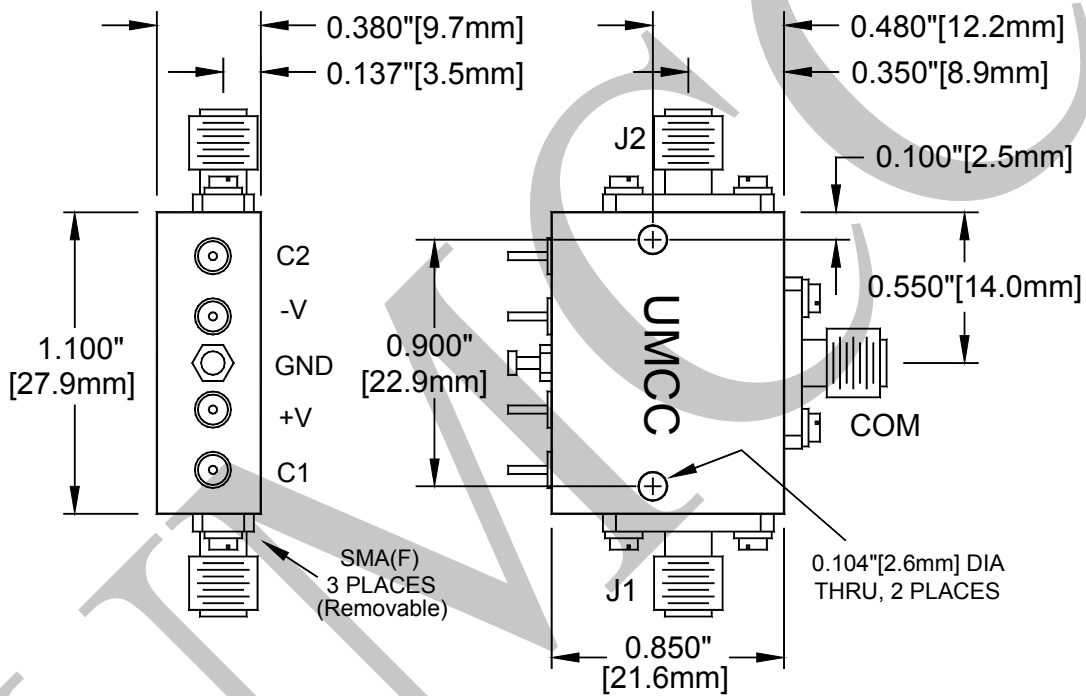 0.380"[9.7mm]
0.137"[3.5mm]
0.480"[12.2mm]
0.350"[8.9mm]
J2
0.100"[2.5mm]
C2
-V
GND
+V
C1
1.100"
[27.9mm]
0.900"
[22.9mm]
UMCC
0.550"[14.0mm]
COM
SMA(F)
3 PLACES
(Removable)
J1
0.104"[2.6mm] DIA
THRU, 2 PLACES
0.850"
[21.6mm]
UMCC